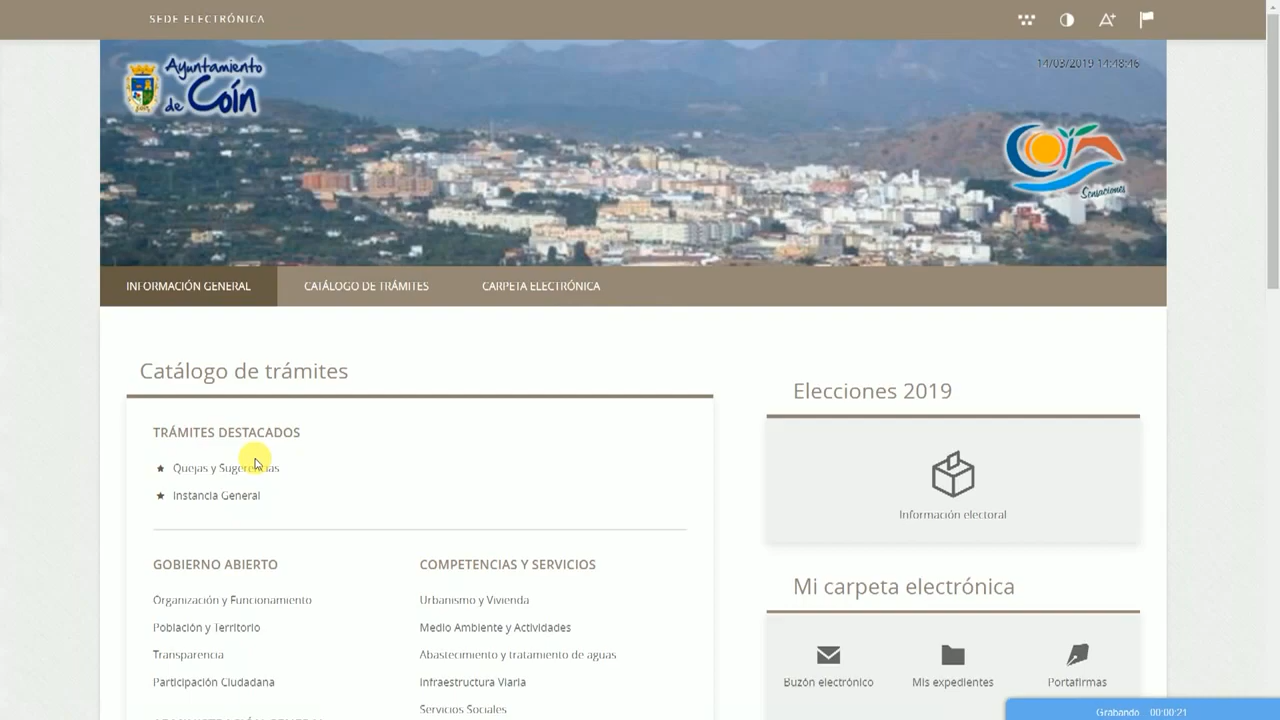 SEDE ELECTRÓNICA
Ayuntamiento
de Coín
14/03/2019 14:48:46
Sensaciones
INFORMACIÓN GENERAL
CATÁLOGO DE TRÁMITES
CARPETA ELECTRÓNICA
Catálogo de trámites
TRÁMITES DESTACADOS
Quejas y Sugerencias
Instancia General
GOBIERNO ABIERTO
Organización y Funcionamiento
Población y Territorio
Transparencia
Participación Ciudadana
COMPETENCIAS Y SERVICIOS
Urbanismo y Vivienda
Medio Ambiente y Actividades
Abastecimiento y tratamiento de aguas
Infraestructura Viaria
Servicios Sociales
Elecciones 2019
Información electoral
Mi carpeta electrónica
Buzón electrónico
Mis expedientes
Portafirmas
Grabando 00:00:21